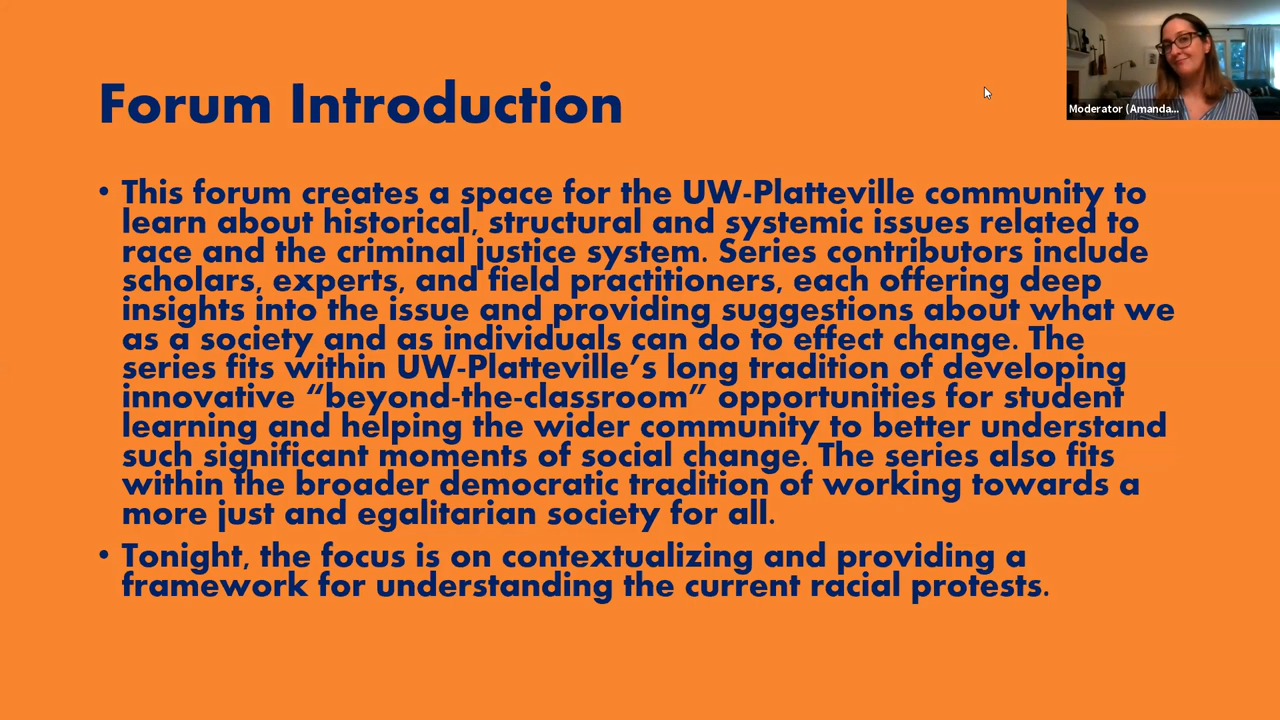 Forum Introduction
Moderator (Amanda...
• This forum creates a space for the UW-Platteville community to
learn about historical, structural and systemic issues related to
race and the criminal justice system. Series contributors include
scholars, experts, and field practitioners, each offering deep
insights into the issue and providing suggestions about what we
as a society and as individuals can do to effect change. The
series fits within UW-Platteville’s long tradition of developing
innovative “beyond-the-classroom” opportunities for student
learning and helping the wider community to better understand
such significant moments of social change. The series also fits
within the broader democratic tradition of working towards a
more just and egalitarian society for all.
• Tonight, the focus is on contextualizing and providing a
framework for understanding the current racial protests.